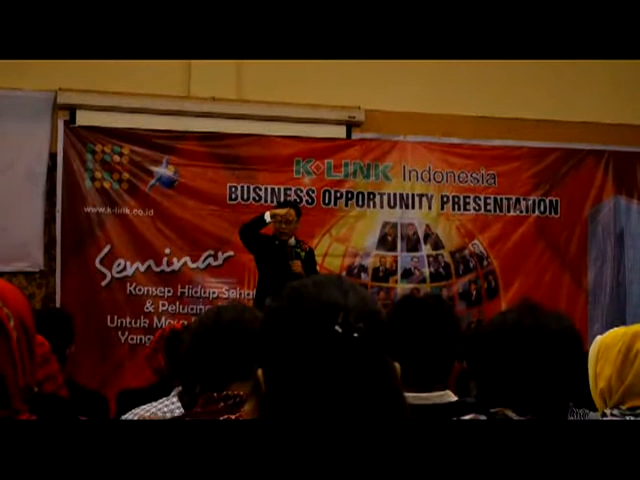 K-LINK Indonesia
BUSINESS OPPORTUNITY PRESENTATION
www.k-link.co.id
Seminar
Konsep Hidup Sehat
& Peluang
Untuk Masa
Yang